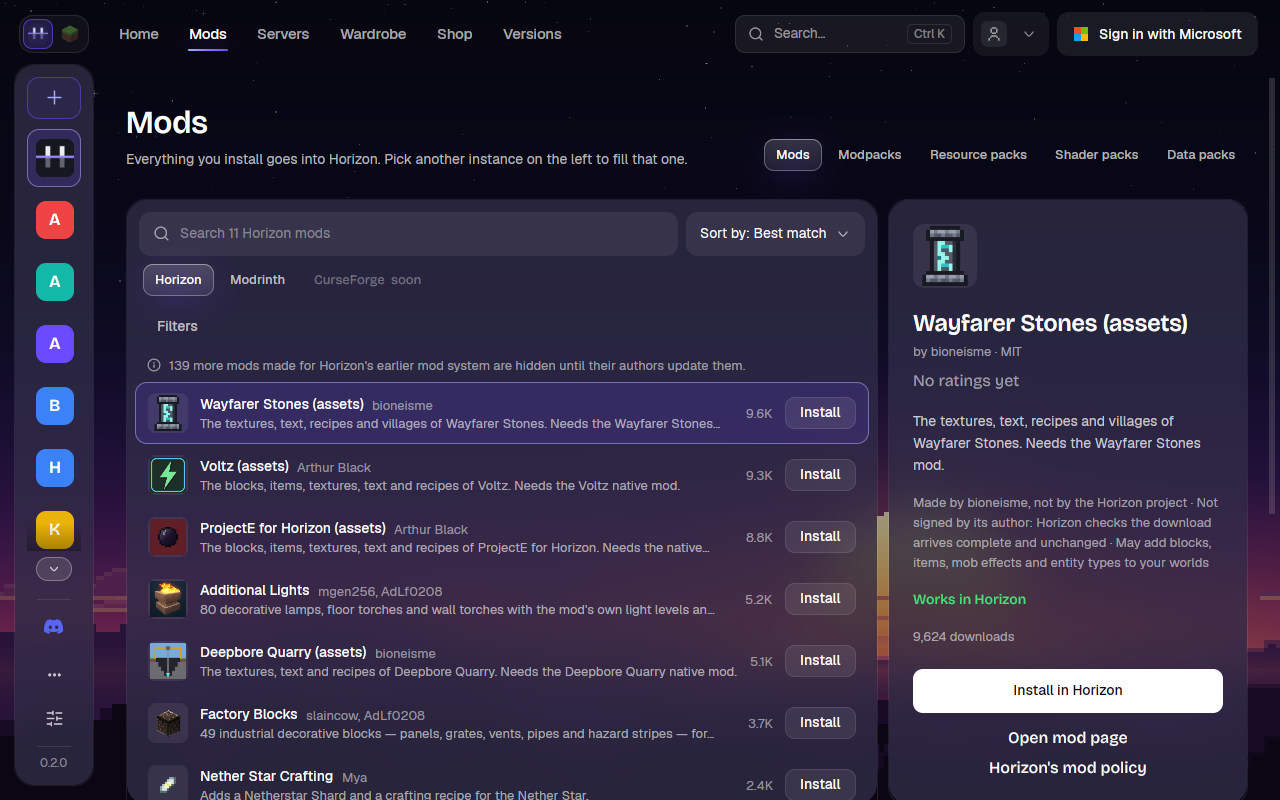 Home
Mods
Servers
Wardrobe
Shop
Versions
Search...
Ctrl K
Sign in with Microsoft
Mods
Everything you install goes into Horizon. Pick another instance on the left to fill that one.
Mods
Modpacks
Resource packs
Shader packs
Data packs
A
A
A
B
H
K
0.2.0
Search 11 Horizon mods
Sort by: Best match
Horizon
Modrinth
CurseForge soon
Filters
139 more mods made for Horizon's earlier mod system are hidden until their authors update them.
Wayfarer Stones (assets) bioneisme
The textures, text, recipes and villages of Wayfarer Stones. Needs the Wayfarer Stones...
9.6K
Install
Voltz (assets) Arthur Black
The blocks, items, textures, text and recipes of Voltz. Needs the Voltz native mod.
9.3K
Install
ProjectE for Horizon (assets) Arthur Black
The blocks, items, textures, text and recipes of ProjectE for Horizon. Needs the native...
8.8K
Install
Additional Lights mgen256, AdLf0208
80 decorative lamps, floor torches and wall torches with the mod's own light levels an...
5.2K
Install
Deepbore Quarry (assets) bioneisme
The textures, text and recipes of Deepbore Quarry. Needs the Deepbore Quarry native mod.
5.1K
Install
Factory Blocks slaincow, AdLf0208
49 industrial decorative blocks — panels, grates, vents, pipes and hazard stripes — for...
3.7K
Install
Nether Star Crafting Mya
Adds a Netherstar Shard and a crafting recipe for the Nether Star.
2.4K
Install
Wayfarer Stones (assets)
by bioneisme · MIT
No ratings yet
The textures, text, recipes and villages of
Wayfarer Stones. Needs the Wayfarer Stones
mod.
Made by bioneisme, not by the Horizon project · Not
signed by its author: Horizon checks the download
arrives complete and unchanged · May add blocks,
items, mob effects and entity types to your worlds
Works in Horizon
9,624 downloads
Install in Horizon
Open mod page
Horizon's mod policy